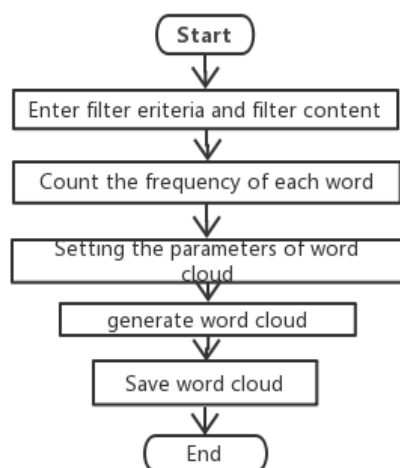 Start
Enter filter eriteria and filter content
Count the frequency of each word
Setting the parameters of word
cloud
generate word cloud
Save word cloud
End